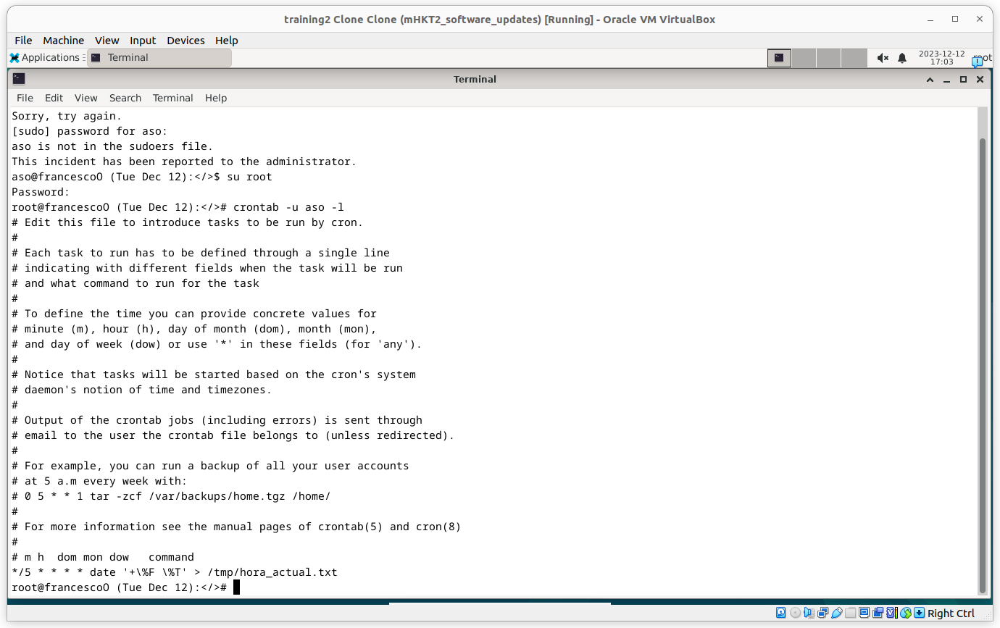 training2 Clone Clone (mHKT2_software_updates) [Running] - Oracle VM VirtualBox
File Machine View Input Devices Help
Applications Terminal 2023-12-12 root
17:03
Terminal
File Edit View Search Terminal Help
Sorry, try again.
[sudo] password for aso:
aso is not in the sudoers file.
This incident has been reported to the administrator.
aso@francescoO (Tue Dec 12):</>$ su root
Password:
root@francescoO (Tue Dec 12):</># crontab -u aso -l
# Edit this file to introduce tasks to be run by cron.
#
# Each task to run has to be defined through a single line
# indicating with different fields when the task will be run
# and what command to run for the task
#
# To define the time you can provide concrete values for
# minute (m), hour (h), day of month (dom), month (mon),
# and day of week (dow) or use '*' in these fields (for 'any').
#
# Notice that tasks will be started based on the cron's system
# daemon's notion of time and timezones.
#
# Output of the crontab jobs (including errors) is sent through
# email to the user the crontab file belongs to (unless redirected).
#
# For example, you can run a backup of all your user accounts
# at 5 a.m every week with:
# 0 5 * * 1 tar -zcf /var/backups/home.tgz /home/
#
# For more information see the manual pages of crontab(5) and cron(8)
#
# m h  dom mon dow   command
*/5 * * * * date '+\%F \%T' > /tmp/hora_actual.txt
root@francescoO (Tue Dec 12):</>#
Right Ctrl